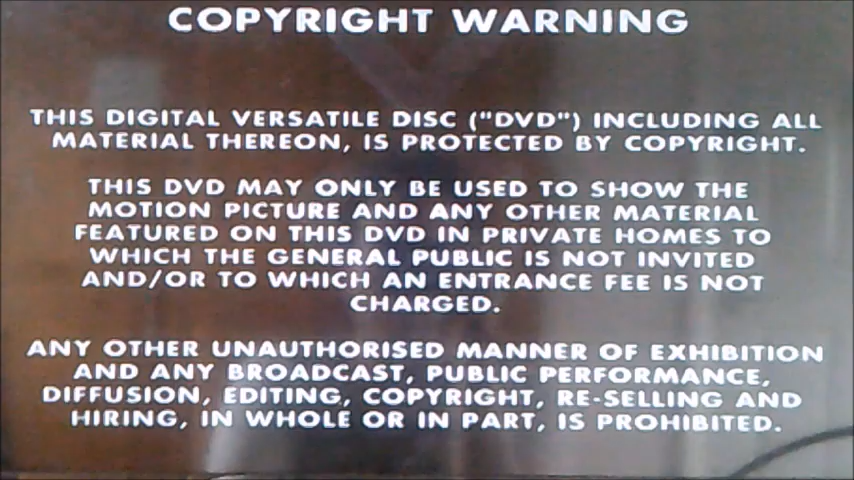 COPYRIGHT WARNING
THIS DIGITAL VERSATILE DISC ("DVD") INCLUDING ALL
MATERIAL THEREON, IS PROTECTED BY COPYRIGHT.
THIS DVD MAY ONLY BE USED TO SHOW THE
MOTION PICTURE AND ANY OTHER MATERIAL
FEATURED ON THIS DVD IN PRIVATE HOMES TO
WHICH THE GENERAL PUBLIC IS NOT INVITED
AND/OR TO WHICH AN ENTRANCE FEE IS NOT
CHARGED.
ANY OTHER UNAUTHORISED MANNER OF EXHIBITION
AND ANY BROADCAST, PUBLIC PERFORMANCE,
DIFFUSION, EDITING, COPYRIGHT, RE-SELLING AND
HIRING, IN WHOLE OR IN PART, IS PROHIBITED.